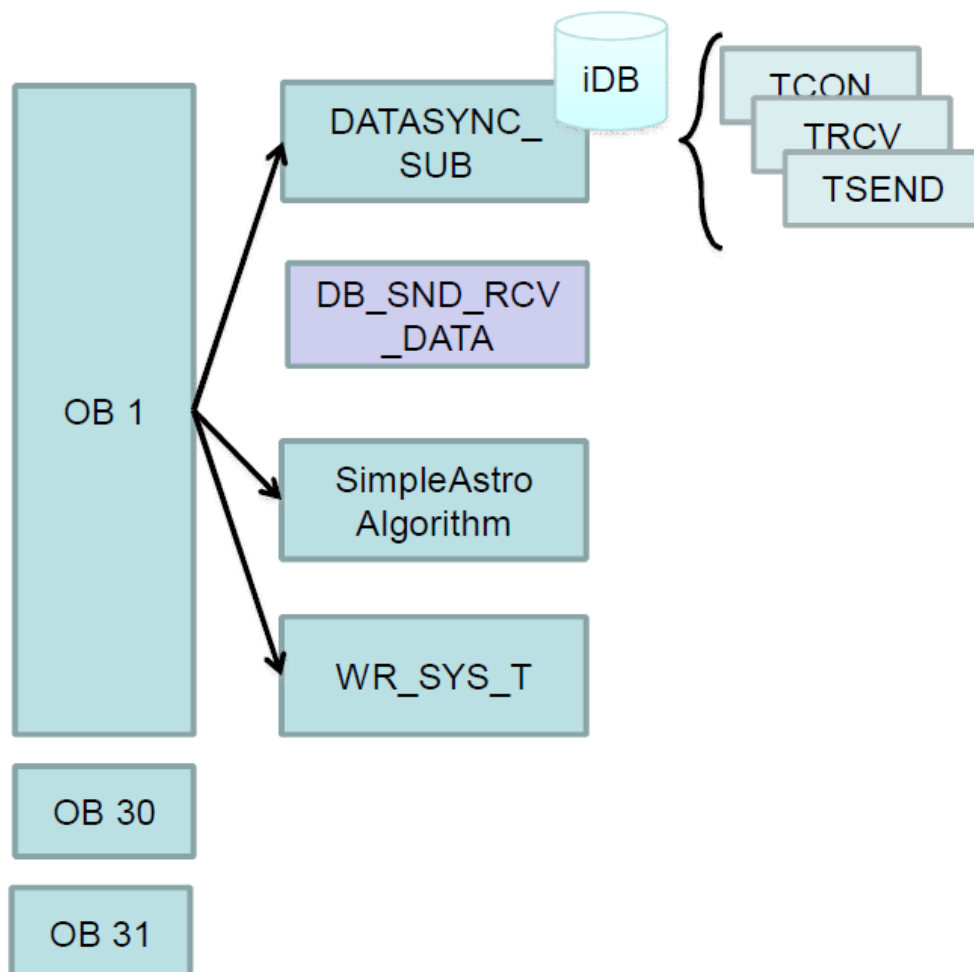 OB 1
DATASYNC_
SUB
iDB
TCON
TRCV
TSEND
DB_SND_RCV
_DATA
SimpleAstro
Algorithm
WR_SYS_T
OB 30
OB 31